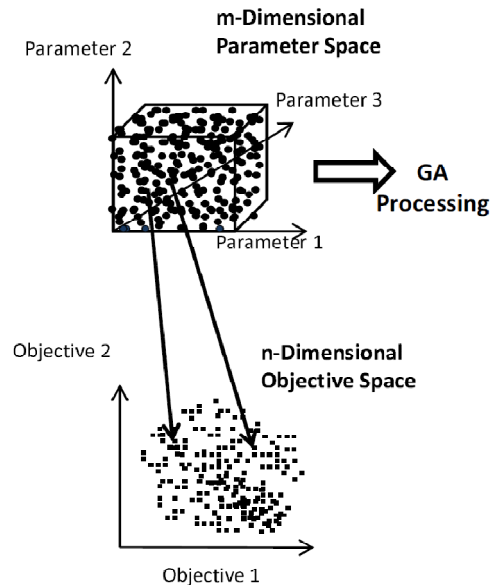 m-Dimensional
Parameter Space
Parameter 2
Parameter 3
GA
Processing
Parameter 1
Objective 2
n-Dimensional
Objective Space
Objective 1